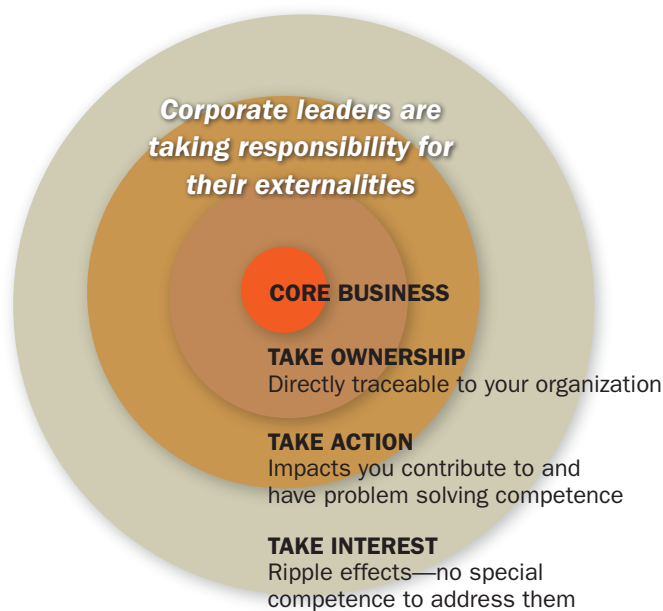 Corporate leaders are
taking responsibility for
their externalities
CORE BUSINESS
TAKE OWNERSHIP
Directly traceable to your organization
TAKE ACTION
Impacts you contribute to and
have problem solving competence
TAKE INTEREST
Ripple effects—no special
competence to address them